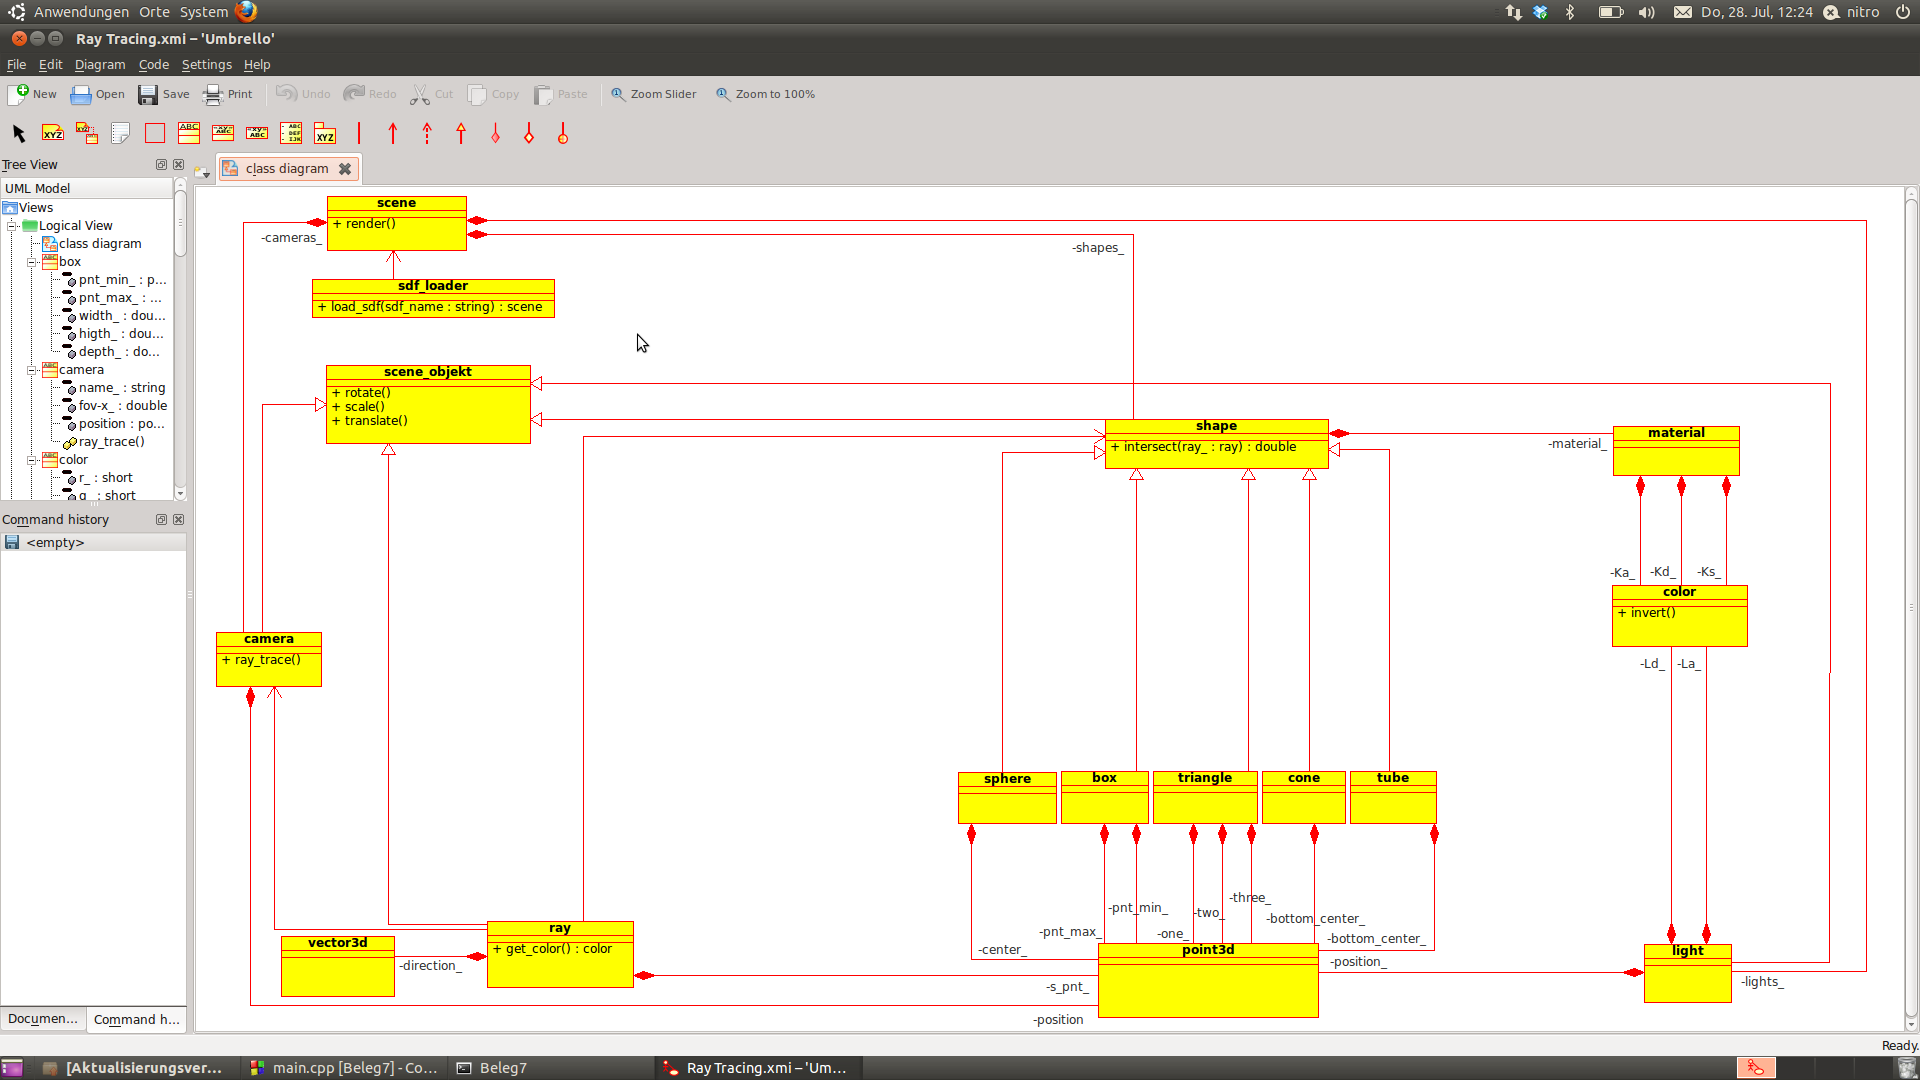 Anwendungen Orte System
Do, 28. Jul, 12:24 nitro
Ray Tracing.xmi – 'Umbrello'
File Edit Diagram Code Settings Help
New Open Save Print Undo Redo Cut Copy Paste Zoom Slider Zoom to 100%
Tree View
class diagram
UML Model
Views
Logical View
class diagram
box
pnt_min_ : p...
pnt_max_ : ...
width_ : dou...
higth_ : dou...
depth_ : do...
camera
name_ : string
fov-x_ : double
position : po...
ray_trace()
color
r_ : short
g_ : short
Command history
<empty>
Documen... Command h...
scene
+ render()
-cameras_
-shapes_
sdf_loader
+ load_sdf(sdf_name : string) : scene
scene_objekt
+ rotate()
+ scale()
+ translate()
shape
+ intersect(ray_ : ray) : double
-material_
material
-Ka_ -Kd_ -Ks_
color
+ invert()
-Ld_ -La_
camera
+ ray_trace()
sphere
box
triangle
cone
tube
-three_
-pnt_min_
-two_
-bottom_center_
-pnt_max_
-one_
-bottom_center_
-center_
ray
+ get_color() : color
vector3d
-direction_
point3d
-position_
light
-lights_
-s_pnt_
-position
Ready.
[Aktualisierungsver... main.cpp [Beleg7] - Co... Beleg7 Ray Tracing.xmi – 'Um...